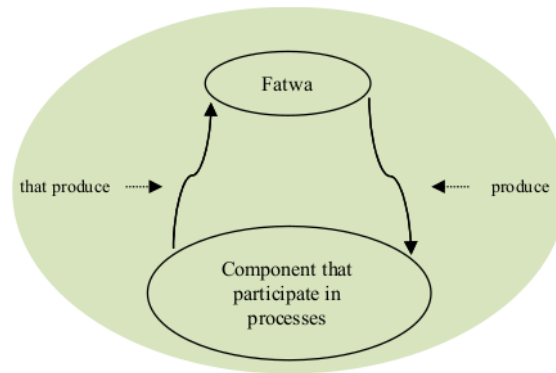 Fatwa
that produce
produce
Component that
participate in
processes